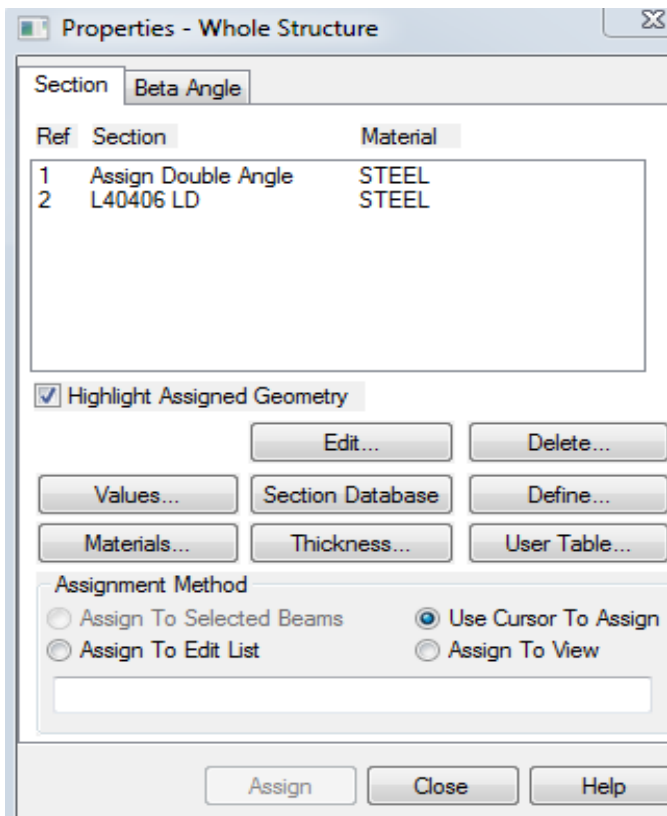 Properties - Whole Structure
Section Beta Angle
Ref Section Material
1 Assign Double Angle STEEL
2 L40406 LD STEEL
Highlight Assigned Geometry
Edit... Delete...
Values... Section Database Define...
Materials... Thickness... User Table...
Assignment Method
Assign To Selected Beams Use Cursor To Assign
Assign To Edit List Assign To View
Assign Close Help